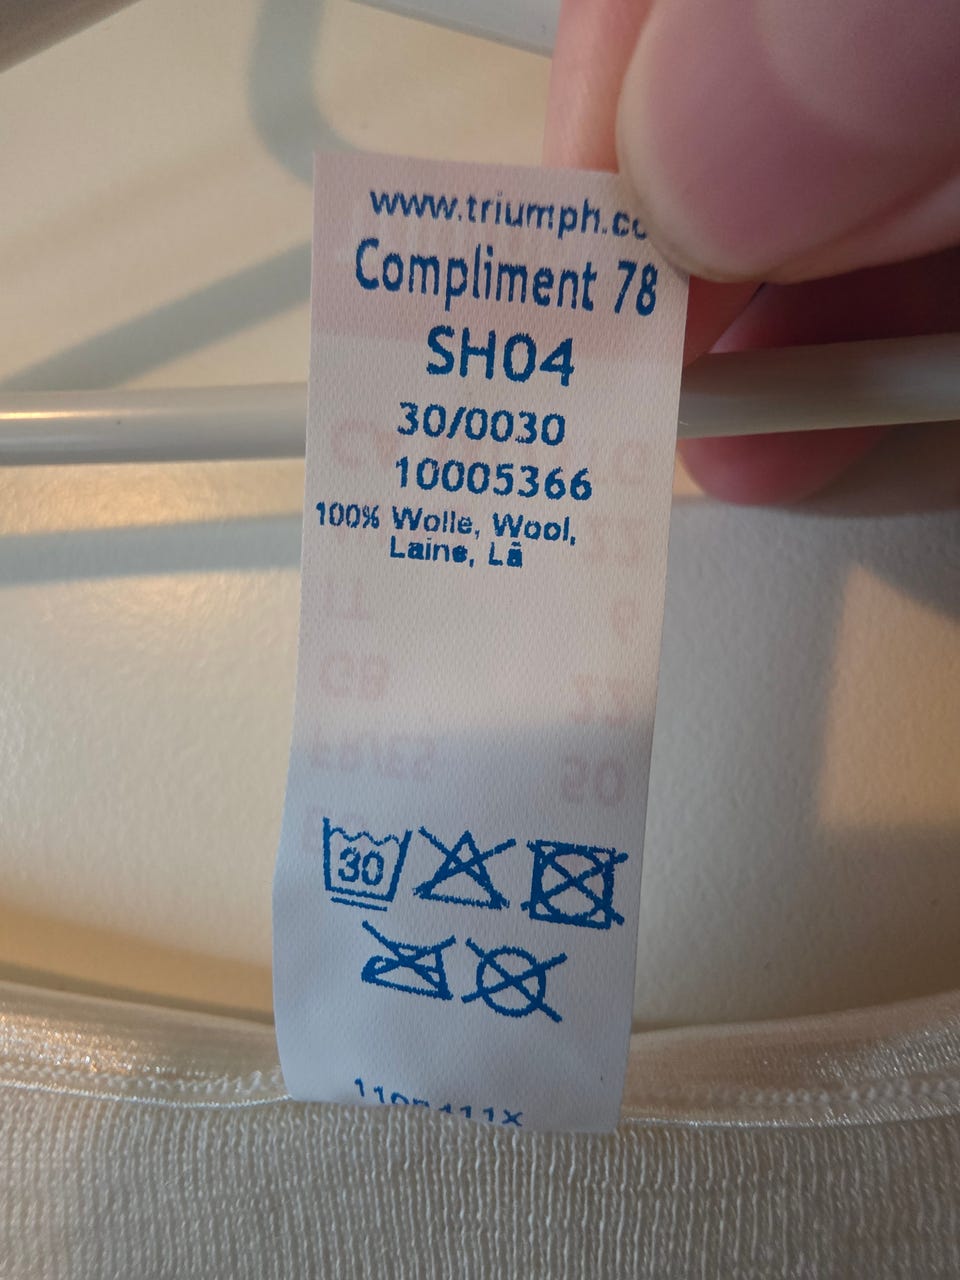 www.triumph.co
Compliment 78
SH04
30/0030
10005366
100% Wolle, Wool,
Laine, Lã
30